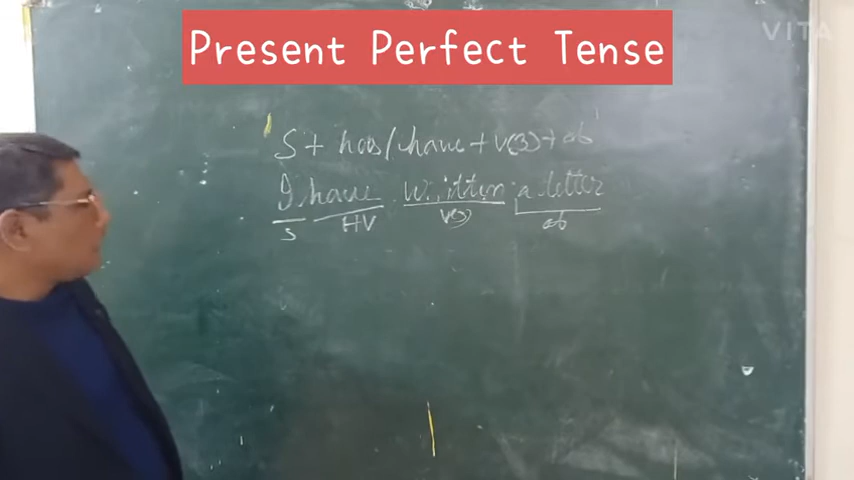 Present Perfect Tense
VITA
S + has/have + V(3) + ob
I have written a letter
S HV V(3) ob